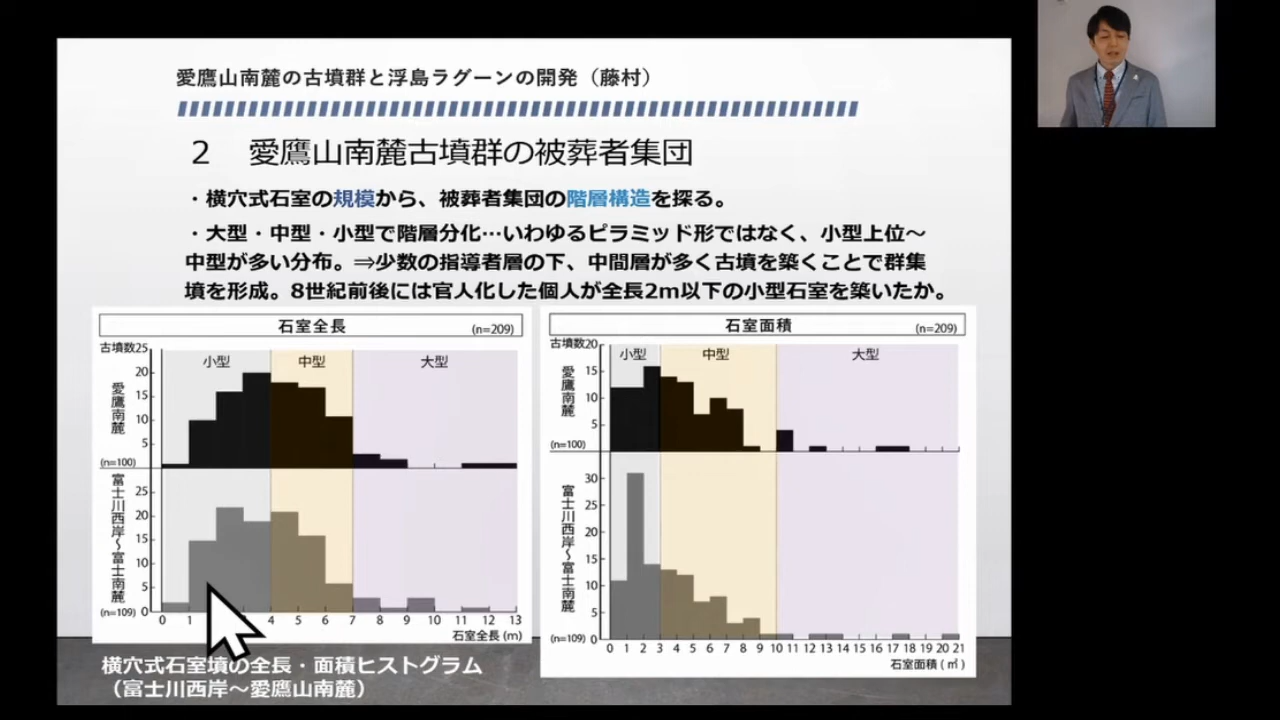 愛鷹山南麓の古墳群と浮島ラグーンの開発（藤村）
２　愛鷹山南麓古墳群の被葬者集団
・横穴式石室の規模から、被葬者集団の階層構造を探る。
・大型・中型・小型で階層分化…いわゆるピラミッド形ではなく、小型上位～
中型が多い分布。⇒少数の指導者層の下、中間層が多く古墳を築くことで群集
墳を形成。8世紀前後には官人化した個人が全長2m以下の小型石室を築いたか。
石室全長 (n=209)
古墳数25
小型 中型 大型
20
15
10
5
愛鷹南麓
(n=100)
25
20
15
10
5
0
富士川西岸～富士南麓
(n=109)
0 1 4 5 6 7 8 9 10 11 12 13
石室全長 (m)
石室面積 (n=209)
古墳数20
小型 中型 大型
15
10
5
愛鷹南麓
(n=100)
30
25
20
15
10
5
0
富士川西岸～富士南麓
(n=109)
0 1 2 3 4 5 6 7 8 9 10 11 12 13 14 15 16 17 18 19 20 21
石室面積 (㎡)
横穴式石室墳の全長・面積ヒストグラム
（富士川西岸～愛鷹山南麓）